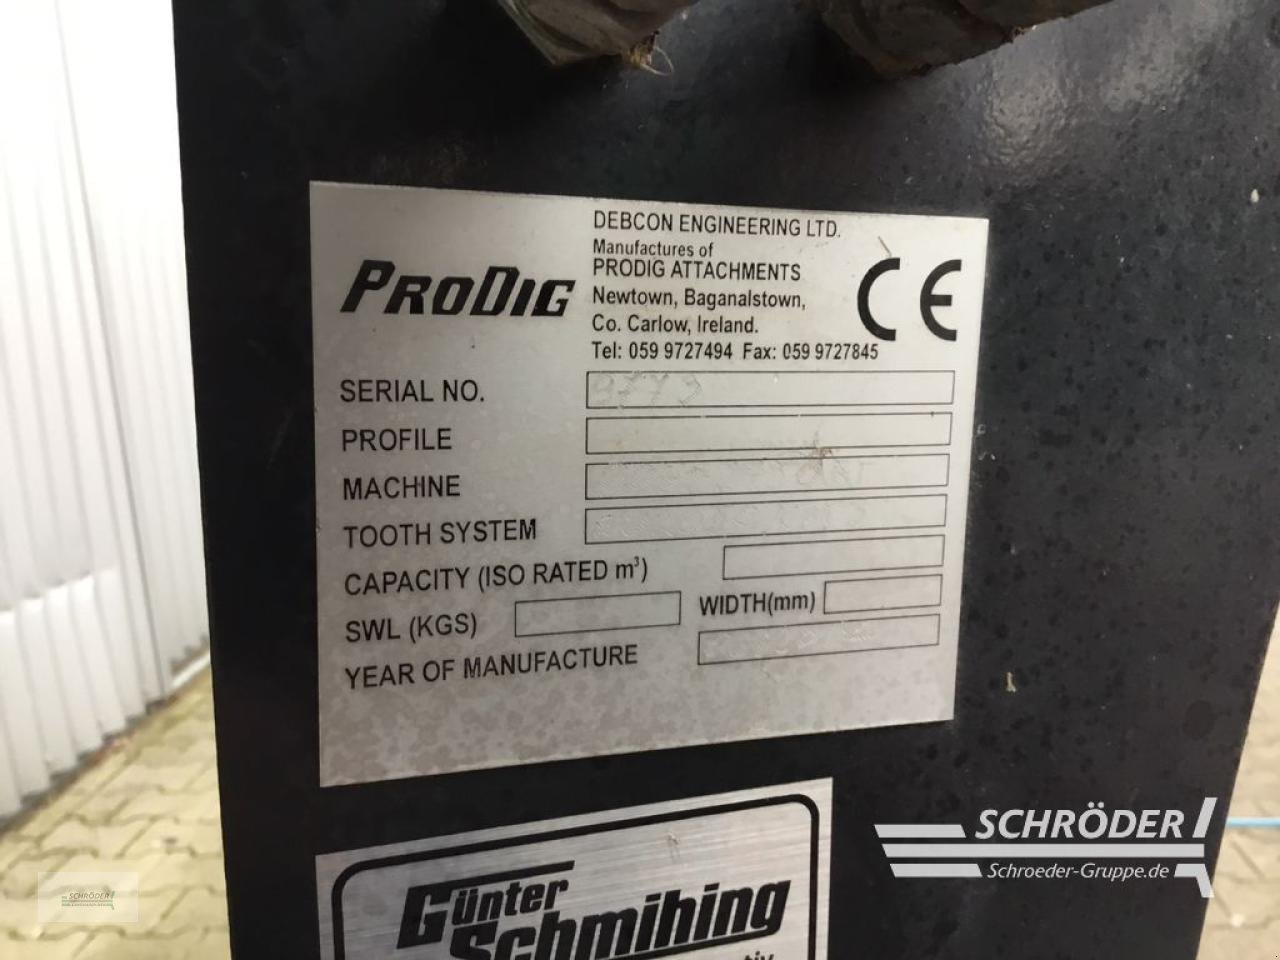 DEBCON ENGINEERING LTD.
Manufactures of
PRODIG ATTACHMENTS
Newtown, Baganalstown,
Co. Carlow, Ireland.
Tel: 059 9727494 Fax: 059 9727845
PRODIG
CE
SERIAL NO.
PROFILE
MACHINE
TOOTH SYSTEM
CAPACITY (ISO RATED m³)
SWL (KGS)
WIDTH(mm)
YEAR OF MANUFACTURE
Günter
Schmihing
SCHRÖDER
Schroeder-Gruppe.de
SCHRÖDER